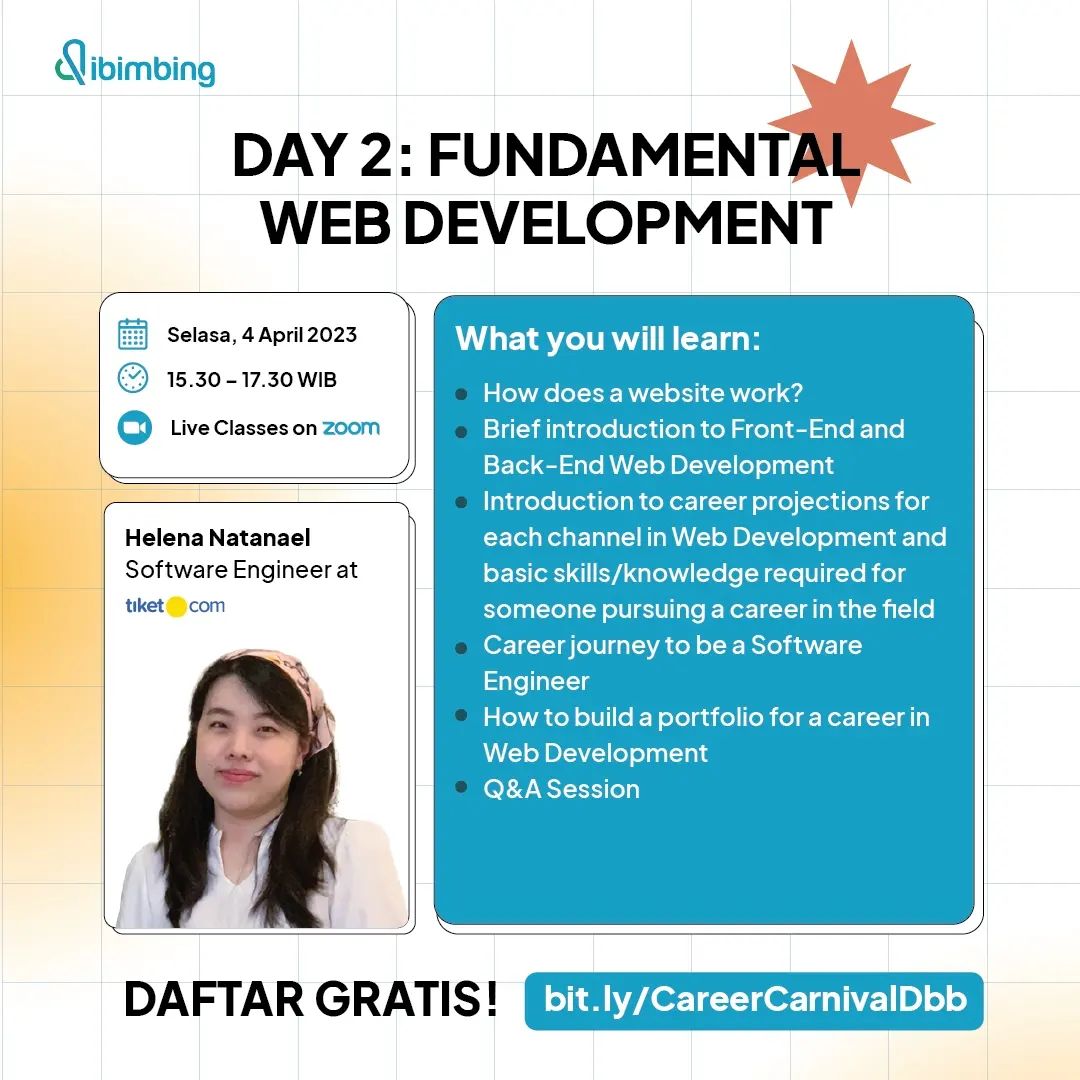 dibimbing
DAY 2: FUNDAMENTAL
WEB DEVELOPMENT
Selasa, 4 April 2023
15.30 – 17.30 WIB
Live Classes on zoom
Helena Natanael
Software Engineer at
tiket.com
What you will learn:
How does a website work?
Brief introduction to Front-End and
Back-End Web Development
Introduction to career projections for
each channel in Web Development and
basic skills/knowledge required for
someone pursuing a career in the field
Career journey to be a Software
Engineer
How to build a portfolio for a career in
Web Development
Q&A Session
DAFTAR GRATIS!
bit.ly/CareerCarnivalDbb